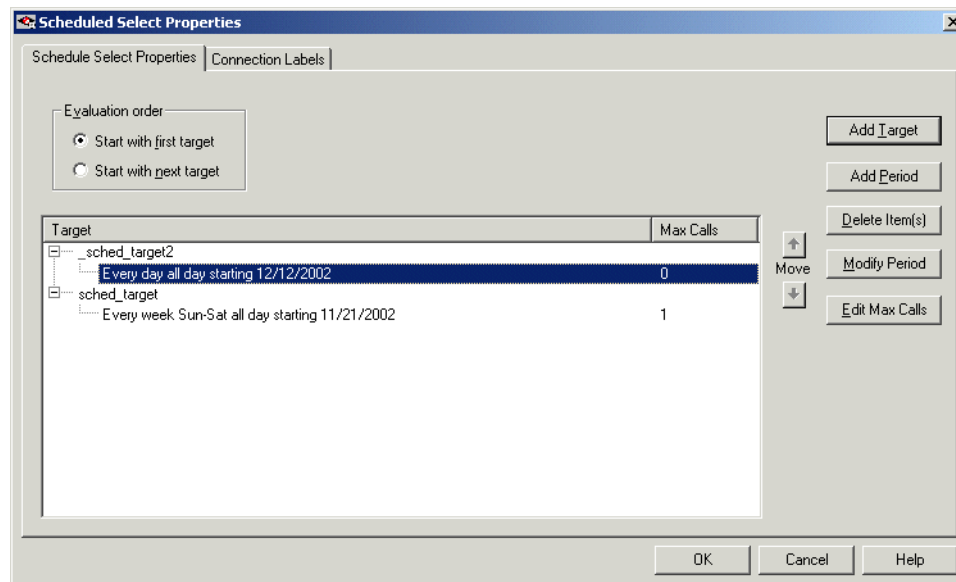 Scheduled Select Properties
Schedule Select Properties
Connection Labels
Evaluation order
Start with first target
Start with next target
Add Target
Add Period
Delete Item(s)
Modify Period
Edit Max Calls
Move
Target Max Calls
_sched_target2
Every day all day starting 12/12/2002 0
sched_target
Every week Sun-Sat all day starting 11/21/2002 1
OK
Cancel
Help